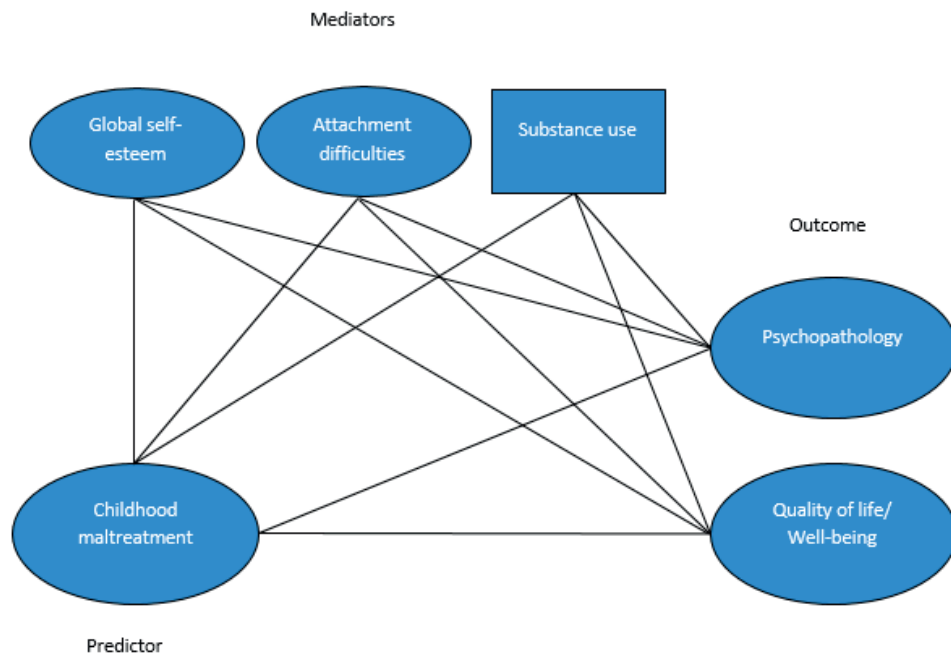 Mediators
Global self-
esteem
Attachment
difficulties
Substance use
Outcome
Psychopathology
Childhood
maltreatment
Quality of life/
Well-being
Predictor